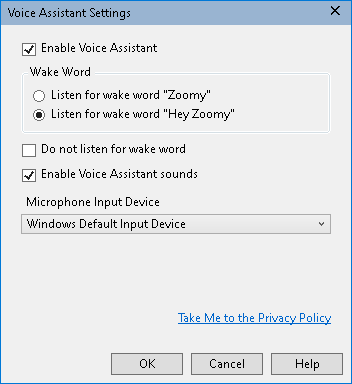 Voice Assistant Settings
Enable Voice Assistant
Wake Word
Listen for wake word "Zoomy"
Listen for wake word "Hey Zoomy"
Do not listen for wake word
Enable Voice Assistant sounds
Microphone Input Device
Windows Default Input Device
Take Me to the Privacy Policy
OK
Cancel
Help